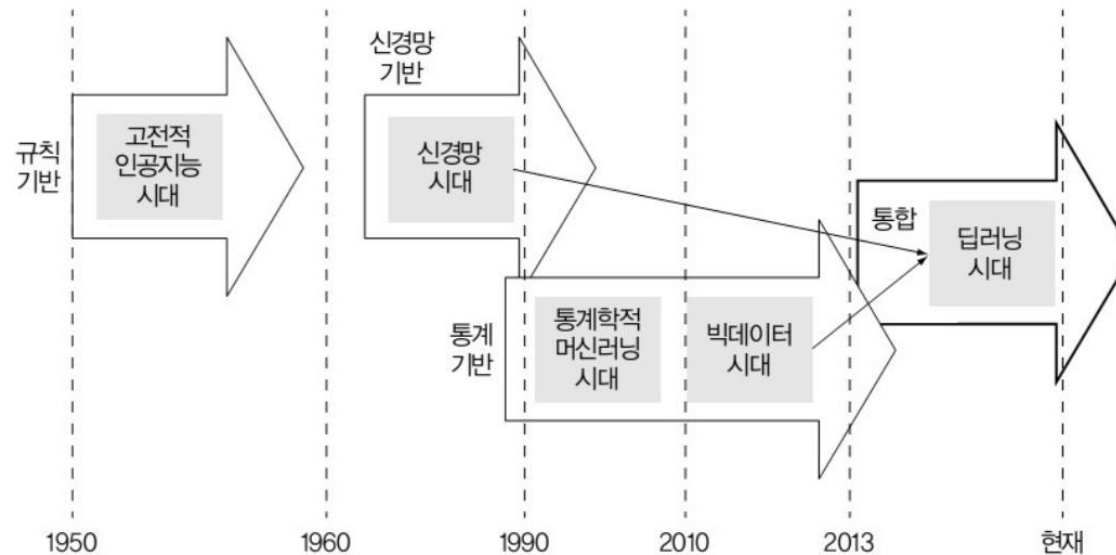 규칙
기반
고전적
인공지능
시대
신경망
기반
신경망
시대
통계
기반
통계학적
머신러닝
시대
빅데이터
시대
통합
딥러닝
시대
1950
1960
1990
2010
2013
현재